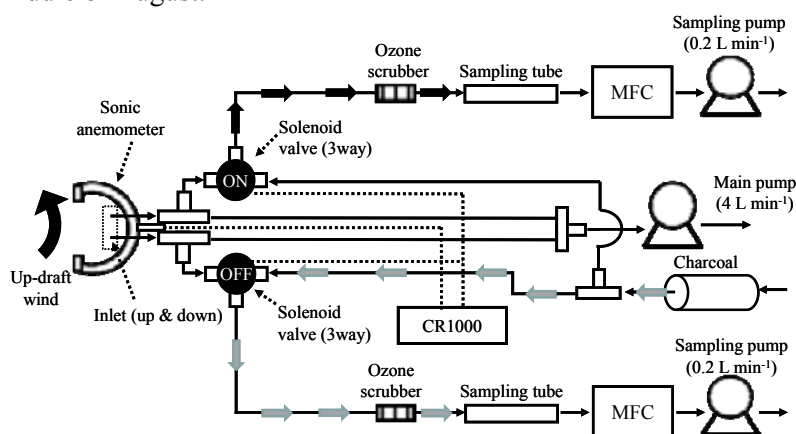 Sampling pump
(0.2 L min-1)
Ozone
scrubber
Sampling tube
MFC
Sonic
anemometer
Solenoid
valve (3way)
ON
Main pump
(4 L min-1)
Up-draft
wind
OFF
Charcoal
Inlet (up & down)
Solenoid
valve (3way)
CR1000
Sampling pump
(0.2 L min-1)
Ozone
scrubber
Sampling tube
MFC